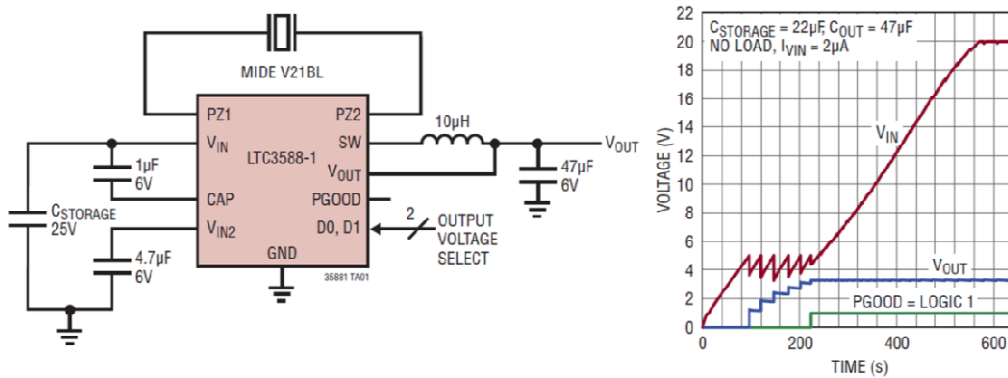 MIDE V21BL
PZ1
PZ2
VIN
SW
10µH
VOUT
LTC3588-1
1µF
6V
VOUT
47µF
6V
CAP
PGOOD
CSTORAGE
25V
VIN2
D0, D1
2
OUTPUT
VOLTAGE
SELECT
4.7µF
6V
GND
35881 TA01
CSTORAGE = 22µF, COUT = 47µF
NO LOAD, IVIN = 2µA
VIN
VOUT
PGOOD = LOGIC 1
VOLTAGE (V)
22
20
18
16
14
12
10
8
6
4
2
0
0
200
400
600
TIME (s)